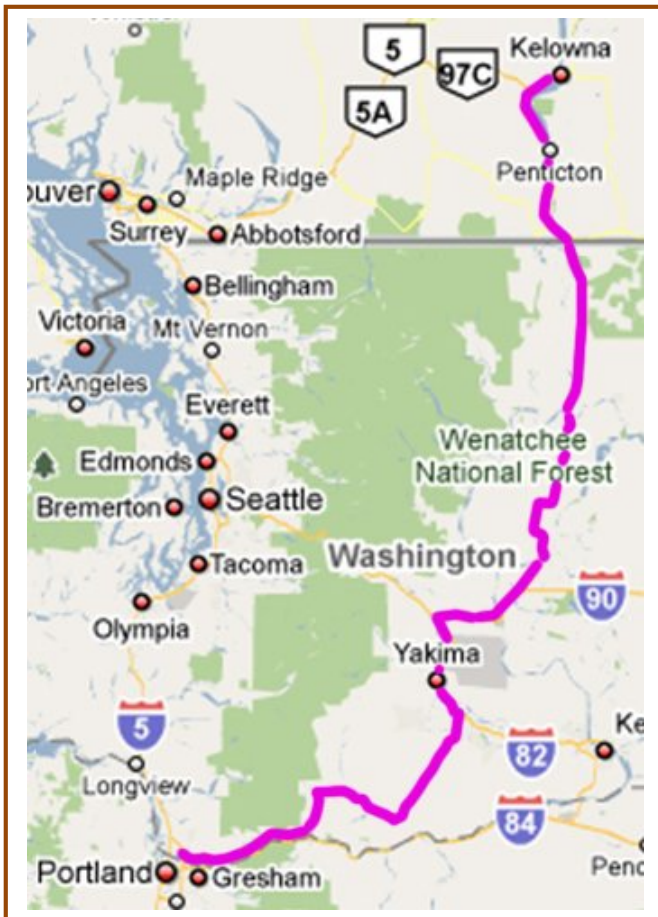 5
97C
Kelowna
5A
Maple Ridge
Penticton
ouver
Surrey
Abbotsford
Bellingham
Victoria
Mt Vernon
ort Angeles
Everett
Wenatchee
National Forest
Edmonds
Seattle
Bremerton
Washington
Tacoma
90
Olympia
Yakima
5
82
Ke
Longview
84
Portland
Gresham
Pend